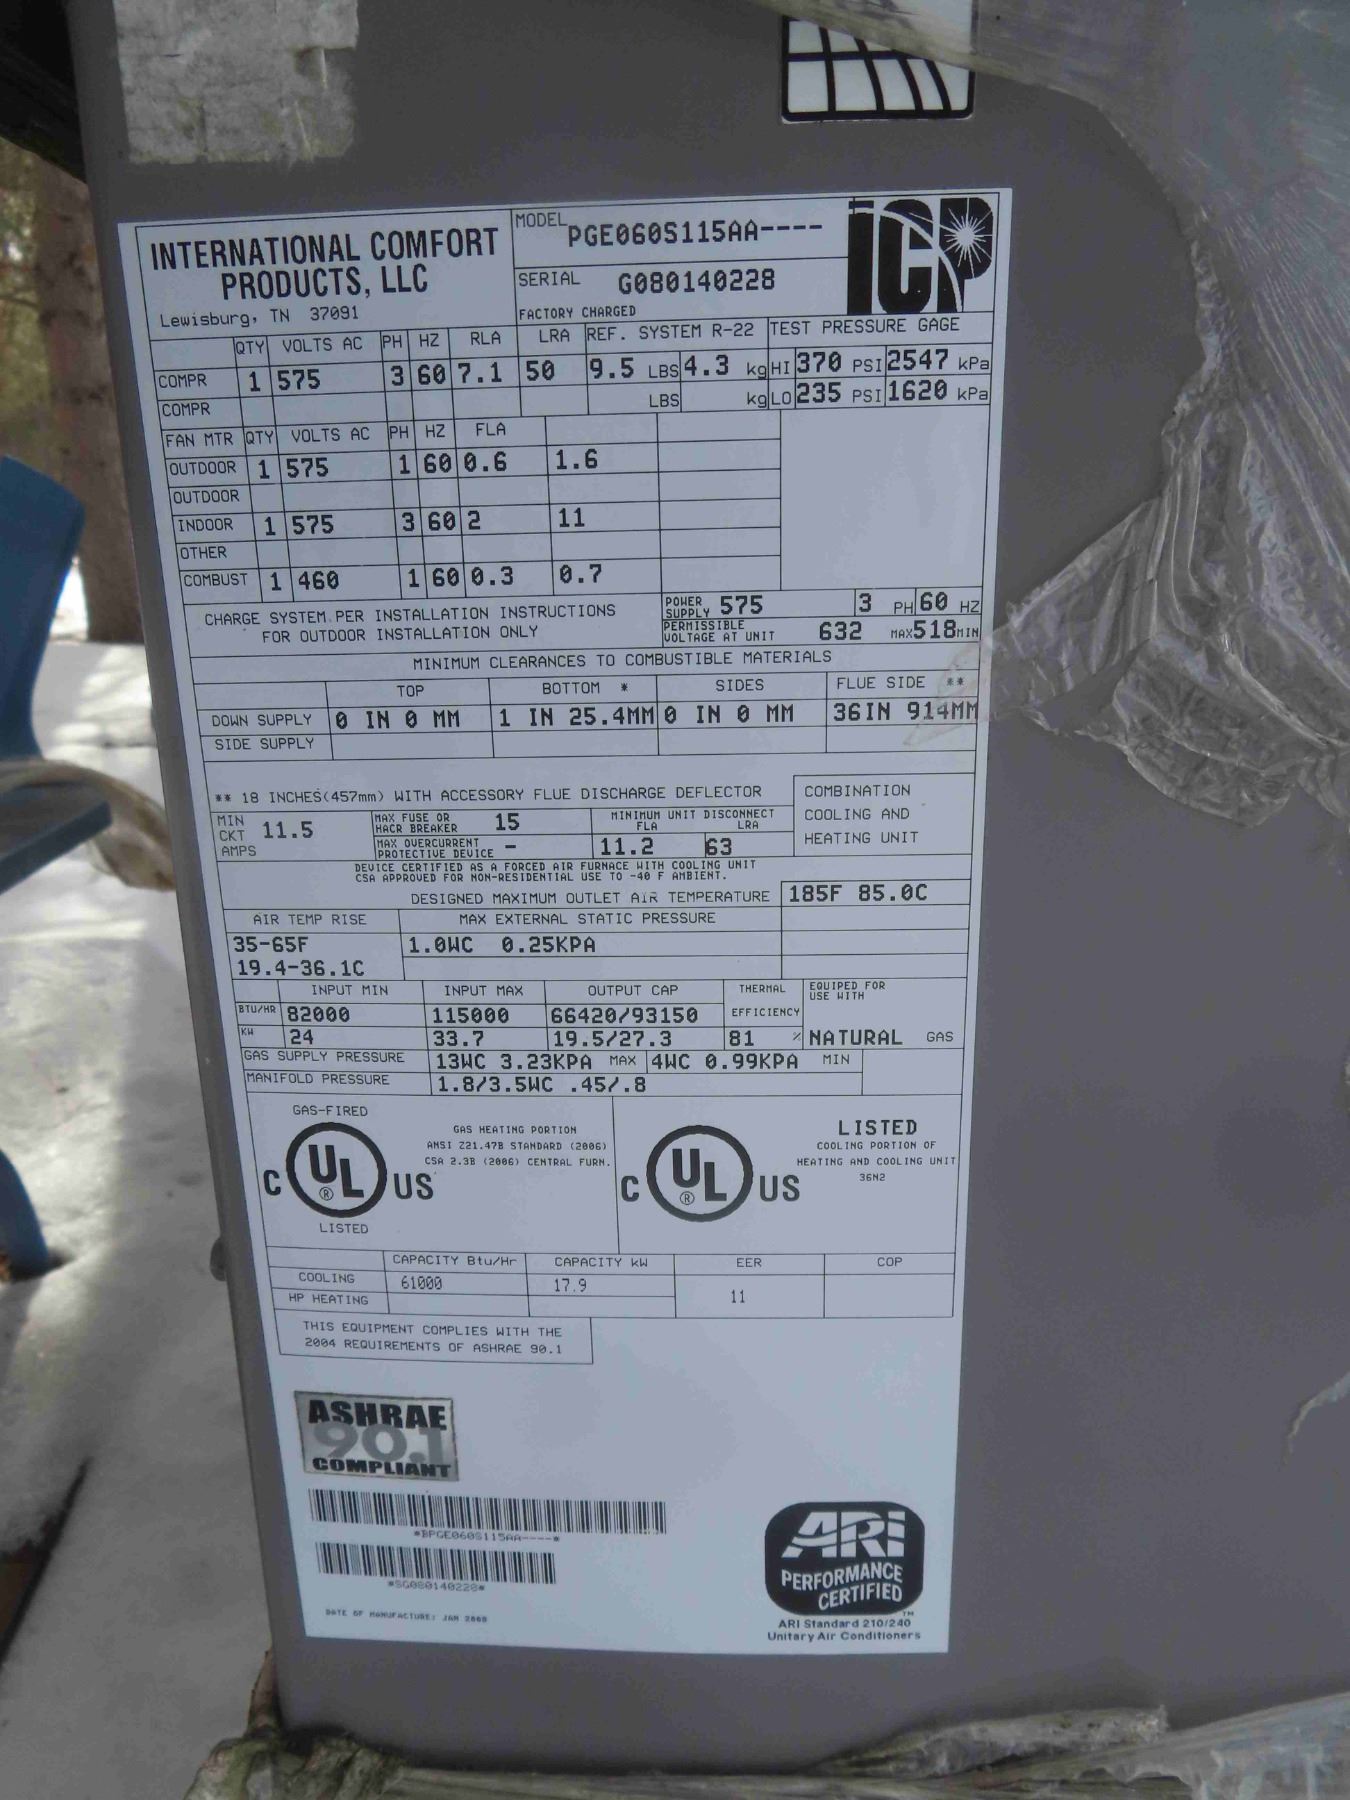 INTERNATIONAL COMFORT
PRODUCTS, LLC
Lewisburg, TN 37091
MODEL PGE060S115AA----
SERIAL G080140228
FACTORY CHARGED
ICP
QTY VOLTS AC PH HZ RLA LRA REF. SYSTEM R-22 TEST PRESSURE GAGE
COMPR 1 575 3 60 7.1 50 9.5 LBS 4.3 kg HI 370 PSI 2547 kPa
COMPR LBS kg LO 235 PSI 1620 kPa
FAN MTR QTY VOLTS AC PH HZ FLA
OUTDOOR 1 575 1 60 0.6 1.6
OUTDOOR
INDOOR 1 575 3 60 2 11
OTHER
COMBUST 1 460 1 60 0.3 0.7
CHARGE SYSTEM PER INSTALLATION INSTRUCTIONS
FOR OUTDOOR INSTALLATION ONLY
POWER SUPPLY 575 3 PH 60 HZ
PERMISSIBLE VOLTAGE AT UNIT 632 MAX 518 MIN
MINIMUM CLEARANCES TO COMBUSTIBLE MATERIALS
TOP BOTTOM * SIDES FLUE SIDE **
DOWN SUPPLY 0 IN 0 MM 1 IN 25.4MM 0 IN 0 MM 36IN 914MM
SIDE SUPPLY
** 18 INCHES(457mm) WITH ACCESSORY FLUE DISCHARGE DEFLECTOR
COMBINATION
COOLING AND
HEATING UNIT
MIN CKT AMPS 11.5
MAX FUSE OR HACR BREAKER 15
MAX OVERCURRENT PROTECTIVE DEVICE -
MINIMUM UNIT DISCONNECT
FLA LRA
11.2 63
DEVICE CERTIFIED AS A FORCED AIR FURNACE WITH COOLING UNIT
CSA APPROVED FOR NON-RESIDENTIAL USE TO -40 F AMBIENT.
DESIGNED MAXIMUM OUTLET AIR TEMPERATURE 185F 85.0C
AIR TEMP RISE MAX EXTERNAL STATIC PRESSURE
35-65F 1.0WC 0.25KPA
19.4-36.1C
INPUT MIN INPUT MAX OUTPUT CAP THERMAL EFFICIENCY EQUIPED FOR USE WITH
BTU/HR 82000 115000 66420/93150
KW 24 33.7 19.5/27.3 81 % NATURAL GAS
GAS SUPPLY PRESSURE 13WC 3.23KPA MAX 4WC 0.99KPA MIN
MANIFOLD PRESSURE 1.8/3.5WC .45/.8
GAS-FIRED
C UL ® US
LISTED
GAS HEATING PORTION
ANSI Z21.47B STANDARD (2006)
CSA 2.3B (2006) CENTRAL FURN.
C UL ® US
LISTED
COOLING PORTION OF
HEATING AND COOLING UNIT
36N2
CAPACITY Btu/Hr CAPACITY kW EER COP
COOLING 61000 17.9
HP HEATING 11
THIS EQUIPMENT COMPLIES WITH THE
2004 REQUIREMENTS OF ASHRAE 90.1
ASHRAE
90.1
COMPLIANT
*BPGE060S115AA----*
*SG080140228*
DATE OF MANUFACTURE: JAN 2008
ARI
PERFORMANCE
CERTIFIED
TM
ARI Standard 210/240
Unitary Air Conditioners